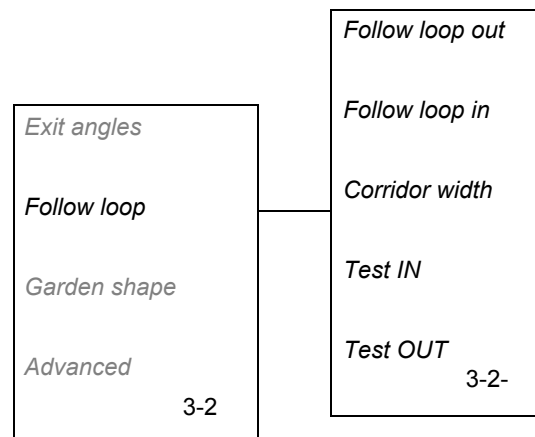 Exit angles
Follow loop
Garden shape
Advanced
3-2
Follow loop out
Follow loop in
Corridor width
Test IN
Test OUT
3-2-